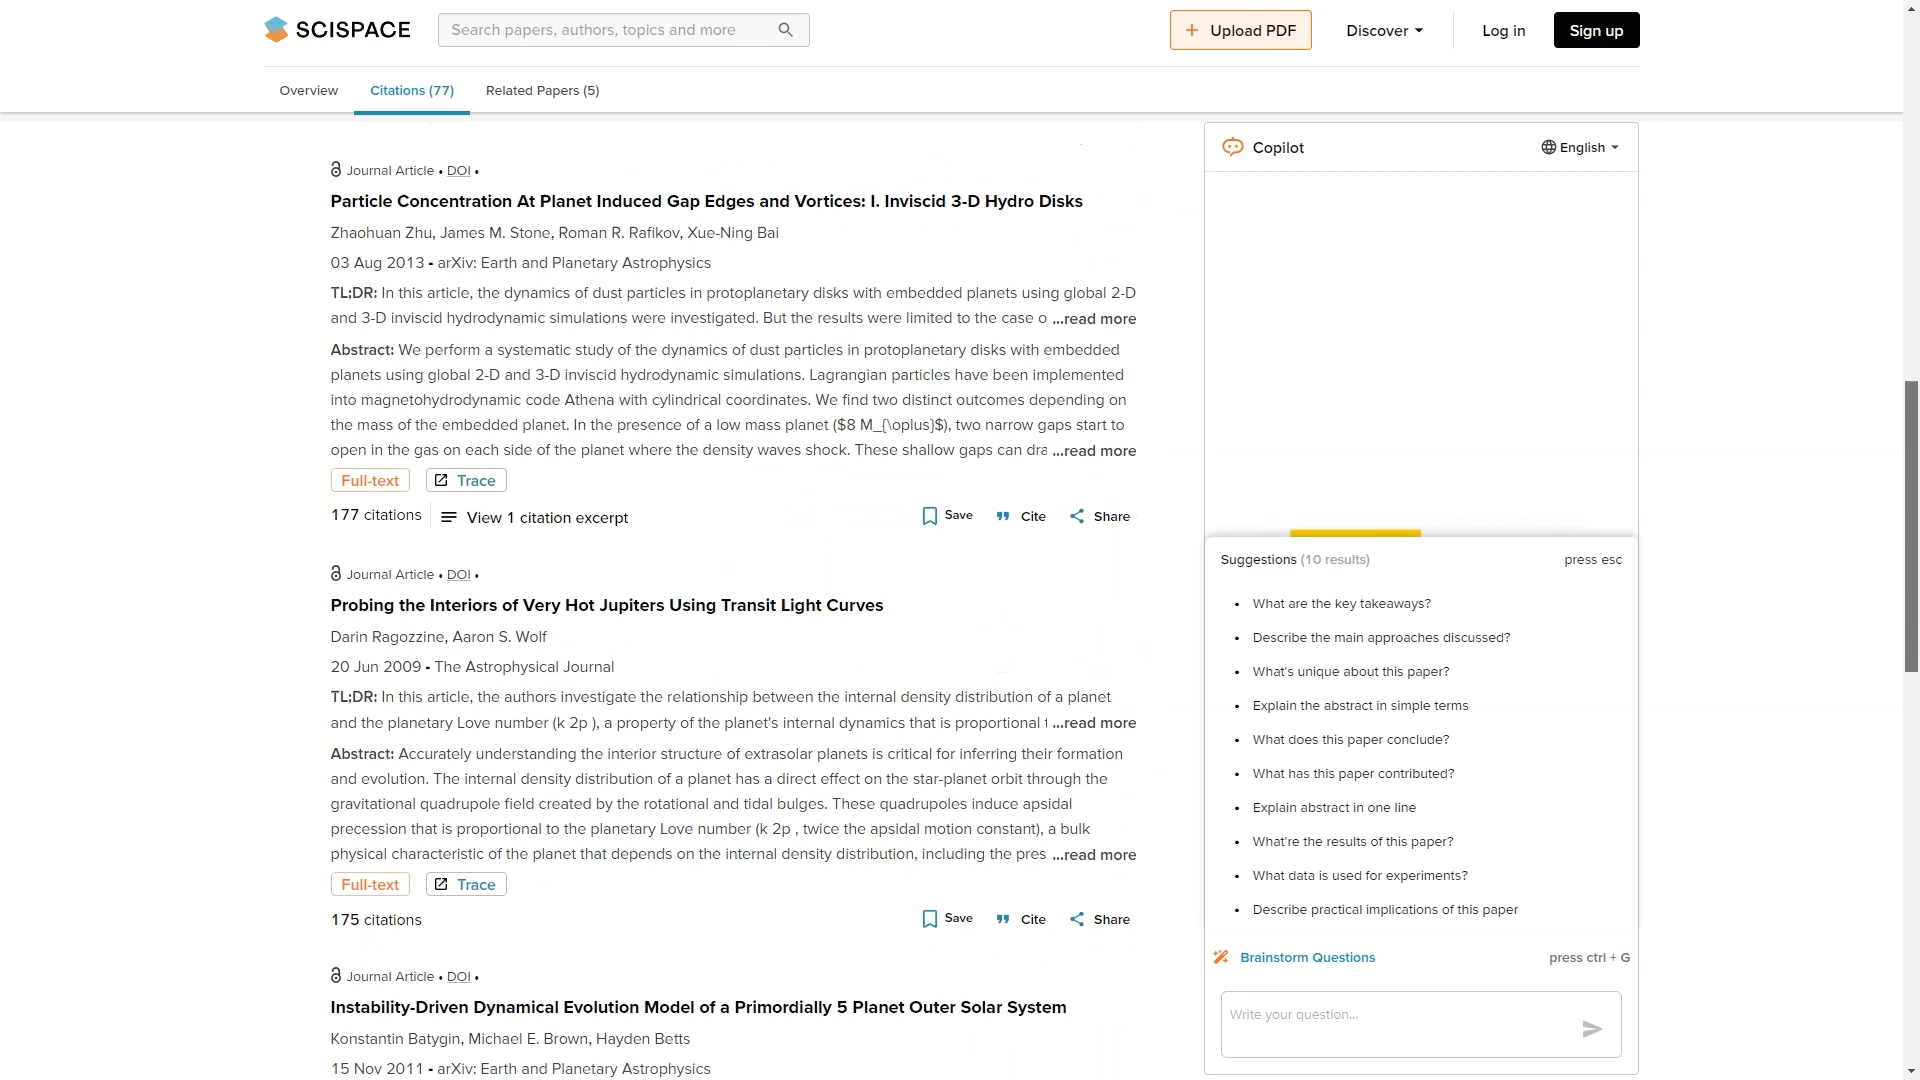 SCISPACE
Search papers, authors, topics and more
Upload PDF
Discover
Log in
Sign up
Overview
Citations (77)
Related Papers (5)
Journal Article • DOI •
Particle Concentration At Planet Induced Gap Edges and Vortices: I. Inviscid 3-D Hydro Disks
Zhaohuan Zhu, James M. Stone, Roman R. Rafikov, Xue-Ning Bai
03 Aug 2013 - arXiv: Earth and Planetary Astrophysics
TL;DR: In this article, the dynamics of dust particles in protoplanetary disks with embedded planets using global 2-D
and 3-D inviscid hydrodynamic simulations were investigated. But the results were limited to the case o ...read more
Abstract: We perform a systematic study of the dynamics of dust particles in protoplanetary disks with embedded
planets using global 2-D and 3-D inviscid hydrodynamic simulations. Lagrangian particles have been implemented
into magnetohydrodynamic code Athena with cylindrical coordinates. We find two distinct outcomes depending on
the mass of the embedded planet. In the presence of a low mass planet ($8 M_{\oplus}$), two narrow gaps start to
open in the gas on each side of the planet where the density waves shock. These shallow gaps can dra ...read more
Full-text
Trace
177 citations
View 1 citation excerpt
Save
Cite
Share
Journal Article • DOI •
Probing the Interiors of Very Hot Jupiters Using Transit Light Curves
Darin Ragozzine, Aaron S. Wolf
20 Jun 2009 - The Astrophysical Journal
TL;DR: In this article, the authors investigate the relationship between the internal density distribution of a planet
and the planetary Love number (k 2p ), a property of the planet's internal dynamics that is proportional t ...read more
Abstract: Accurately understanding the interior structure of extrasolar planets is critical for inferring their formation
and evolution. The internal density distribution of a planet has a direct effect on the star-planet orbit through the
gravitational quadrupole field created by the rotational and tidal bulges. These quadrupoles induce apsidal
precession that is proportional to the planetary Love number (k 2p , twice the apsidal motion constant), a bulk
physical characteristic of the planet that depends on the internal density distribution, including the pres ...read more
Full-text
Trace
175 citations
Save
Cite
Share
Journal Article • DOI •
Instability-Driven Dynamical Evolution Model of a Primordially 5 Planet Outer Solar System
Konstantin Batygin, Michael E. Brown, Hayden Betts
15 Nov 2011 - arXiv: Earth and Planetary Astrophysics
Copilot
English
Suggestions (10 results)
press esc
• What are the key takeaways?
• Describe the main approaches discussed?
• What's unique about this paper?
• Explain the abstract in simple terms
• What does this paper conclude?
• What has this paper contributed?
• Explain abstract in one line
• What're the results of this paper?
• What data is used for experiments?
• Describe practical implications of this paper
Brainstorm Questions
press ctrl + G
Write your question...